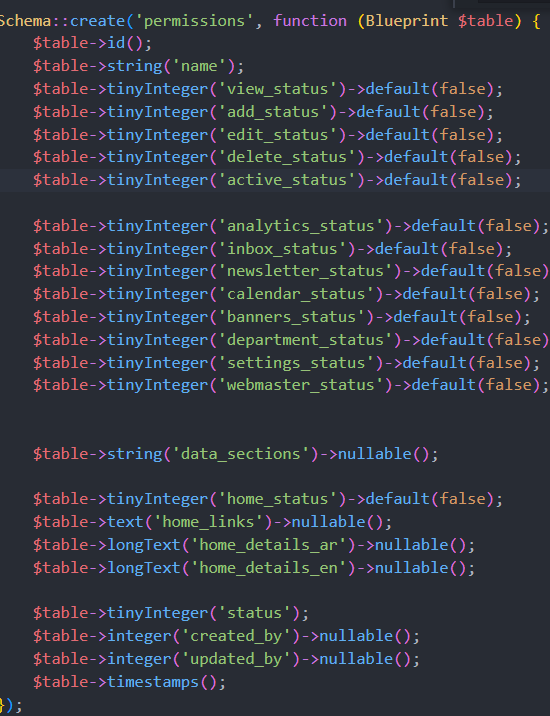 Schema::create('permissions', function (Blueprint $table) {
$table->id();
$table->string('name');
$table->tinyInteger('view_status')->default(false);
$table->tinyInteger('add_status')->default(false);
$table->tinyInteger('edit_status')->default(false);
$table->tinyInteger('delete_status')->default(false);
$table->tinyInteger('active_status')->default(false);
$table->tinyInteger('analytics_status')->default(false);
$table->tinyInteger('inbox_status')->default(false);
$table->tinyInteger('newsletter_status')->default(false)
$table->tinyInteger('calendar_status')->default(false);
$table->tinyInteger('banners_status')->default(false);
$table->tinyInteger('department_status')->default(false)
$table->tinyInteger('settings_status')->default(false);
$table->tinyInteger('webmaster_status')->default(false);
$table->string('data_sections')->nullable();
$table->tinyInteger('home_status')->default(false);
$table->text('home_links')->nullable();
$table->longText('home_details_ar')->nullable();
$table->longText('home_details_en')->nullable();
$table->tinyInteger('status');
$table->integer('created_by')->nullable();
$table->integer('updated_by')->nullable();
$table->timestamps();
});